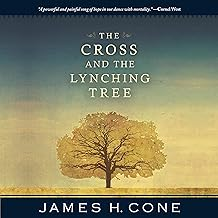 "A powerful and painful song of hope in our dance with mortality."—Cornel West
THE
CROSS
AND THE
LYNCHING
TREE
JAMES H. CONE